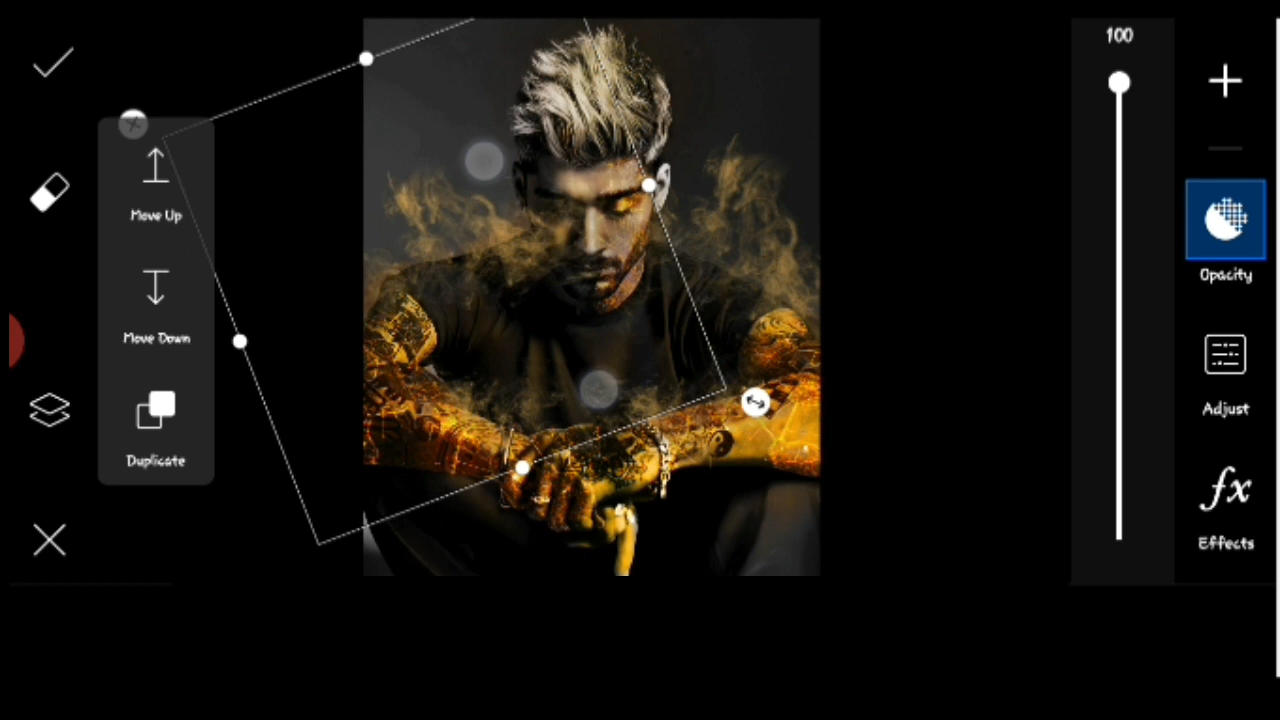 100
Move Up
Opacity
Move Down
Adjust
Duplicate
fx
Effects